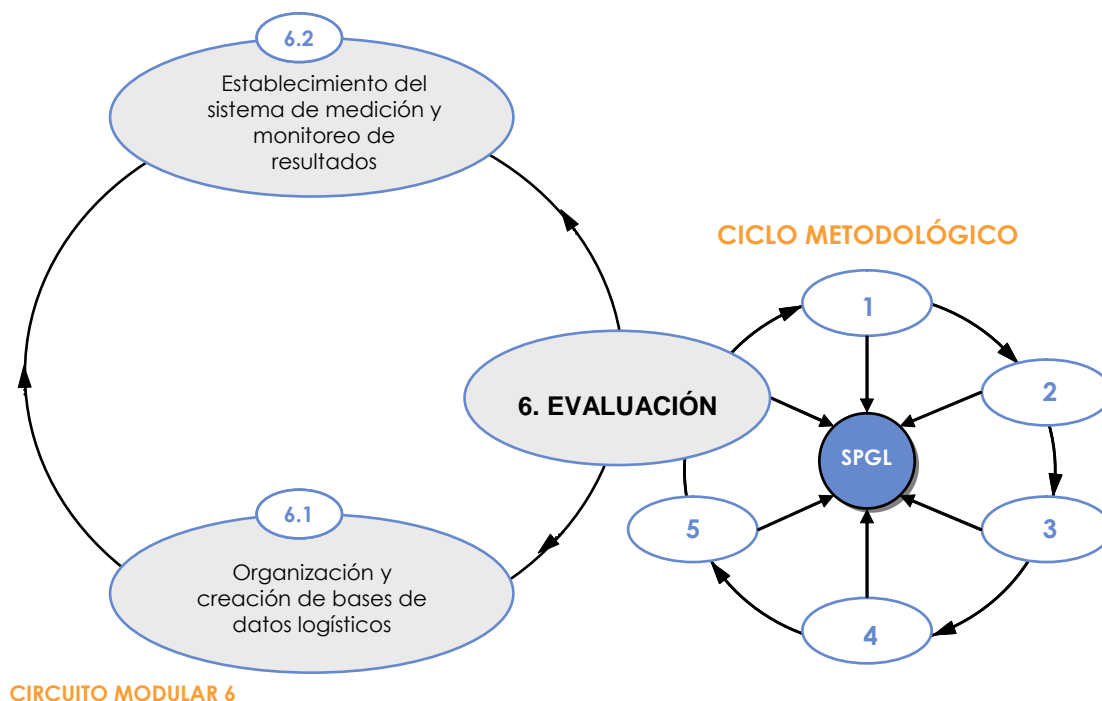 6.2
Establecimiento del
sistema de medición y
monitoreo de
resultados
CICLO METODOLÓGICO
1
2
6. EVALUACIÓN
SPGL
3
5
4
6.1
Organización y
creación de bases de
datos logísticos
CIRCUITO MODULAR 6